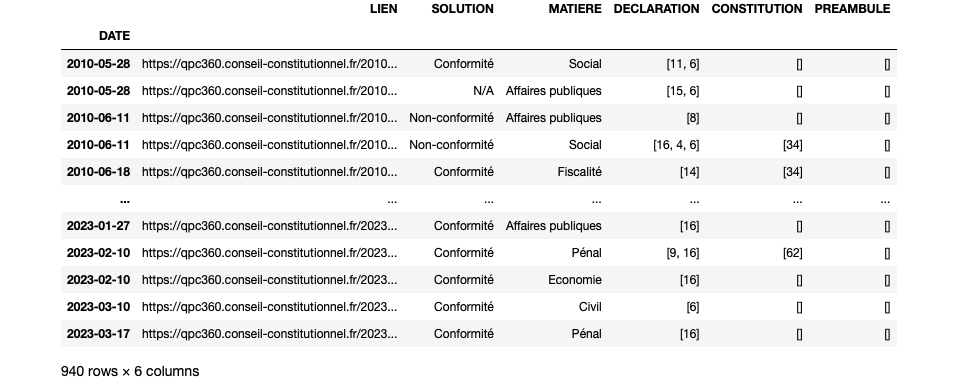 LIEN SOLUTION MATIERE DECLARATION CONSTITUTION PREAMBULE
DATE
2010-05-28 https://qpc360.conseil-constitutionnel.fr/2010... Conformité Social [11, 6] [] []
2010-05-28 https://qpc360.conseil-constitutionnel.fr/2010... N/A Affaires publiques [15, 6] [] []
2010-06-11 https://qpc360.conseil-constitutionnel.fr/2010... Non-conformité Affaires publiques [8] [] []
2010-06-11 https://qpc360.conseil-constitutionnel.fr/2010... Non-conformité Social [16, 4, 6] [34] []
2010-06-18 https://qpc360.conseil-constitutionnel.fr/2010... Conformité Fiscalité [14] [34] []
... ... ... ... ... ... ...
2023-01-27 https://qpc360.conseil-constitutionnel.fr/2023... Conformité Affaires publiques [16] [] []
2023-02-10 https://qpc360.conseil-constitutionnel.fr/2023... Conformité Pénal [9, 16] [62] []
2023-02-10 https://qpc360.conseil-constitutionnel.fr/2023... Conformité Economie [16] [] []
2023-03-10 https://qpc360.conseil-constitutionnel.fr/2023... Conformité Civil [6] [] []
2023-03-17 https://qpc360.conseil-constitutionnel.fr/2023... Conformité Pénal [16] [] []
940 rows × 6 columns